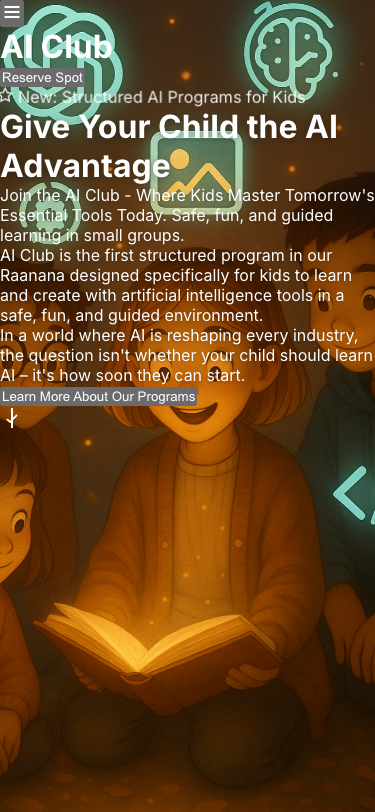 AI Club
Reserve Spot
New: Structured AI Programs for Kids
Give Your Child the AI
Advantage
Join the AI Club - Where Kids Master Tomorrow's
Essential Tools Today. Safe, fun, and guided
learning in small groups.
AI Club is the first structured program in our
Raanana designed specifically for kids to learn
and create with artificial intelligence tools in a
safe, fun, and guided environment.
In a world where AI is reshaping every industry,
the question isn't whether your child should learn
AI – it's how soon they can start.
Learn More About Our Programs